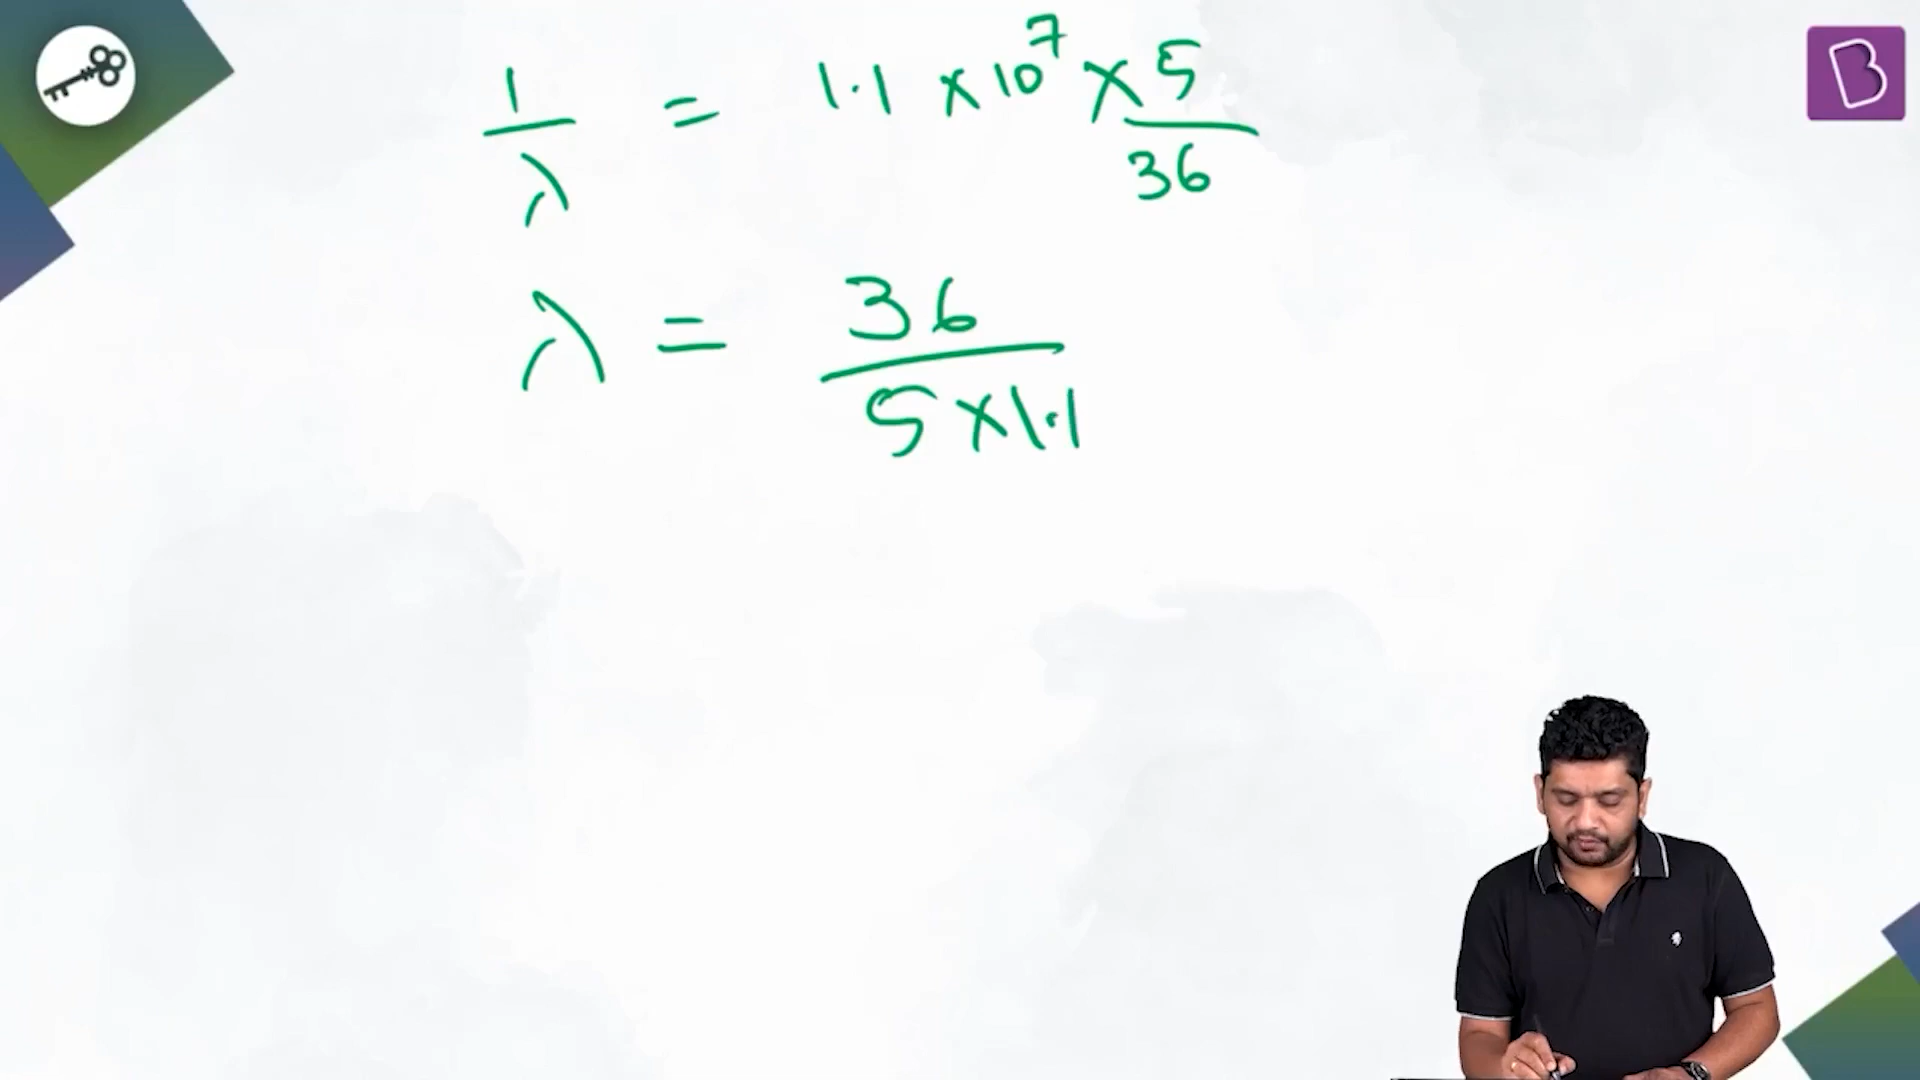 1/λ = 1.1 × 10⁷ × 5/36
λ = 36/5×1.1
B